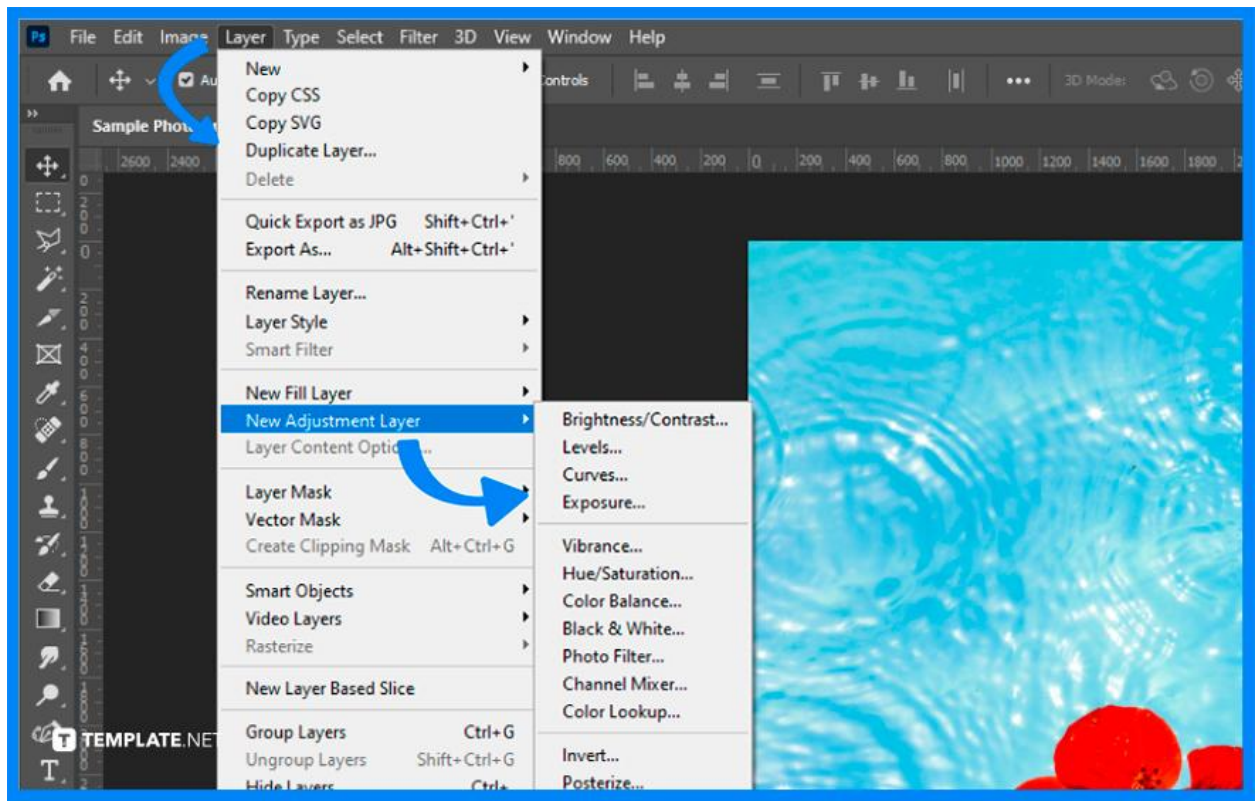 Ps File Edit Image Layer Type Select Filter 3D View Window Help
Controls 3D Mode:
Sample
2600 2400 800 600 400 200 0 200 400 600 800 1000 1200 1400 1600 1800
New
Copy CSS
Copy SVG
Duplicate Layer...
Delete
Quick Export as JPG Shift+Ctrl+'
Export As... Alt+Shift+Ctrl+'
Rename Layer...
Layer Style
Smart Filter
New Fill Layer
New Adjustment Layer
Layer Content
Layer Mask
Vector Mask
Create Clipping Mask Alt+Ctrl+G
Smart Objects
Video Layers
Rasterize
New Layer Based Slice
Group Layers Ctrl+G
Ungroup Layers Shift+Ctrl+G
Hide Layers Ctrl+
Brightness/Contrast...
Levels...
Curves...
Exposure...
Vibrance...
Hue/Saturation...
Color Balance...
Black & White...
Photo Filter...
Channel Mixer...
Color Lookup...
Invert...
Posterize...
T TEMPLATE.NET